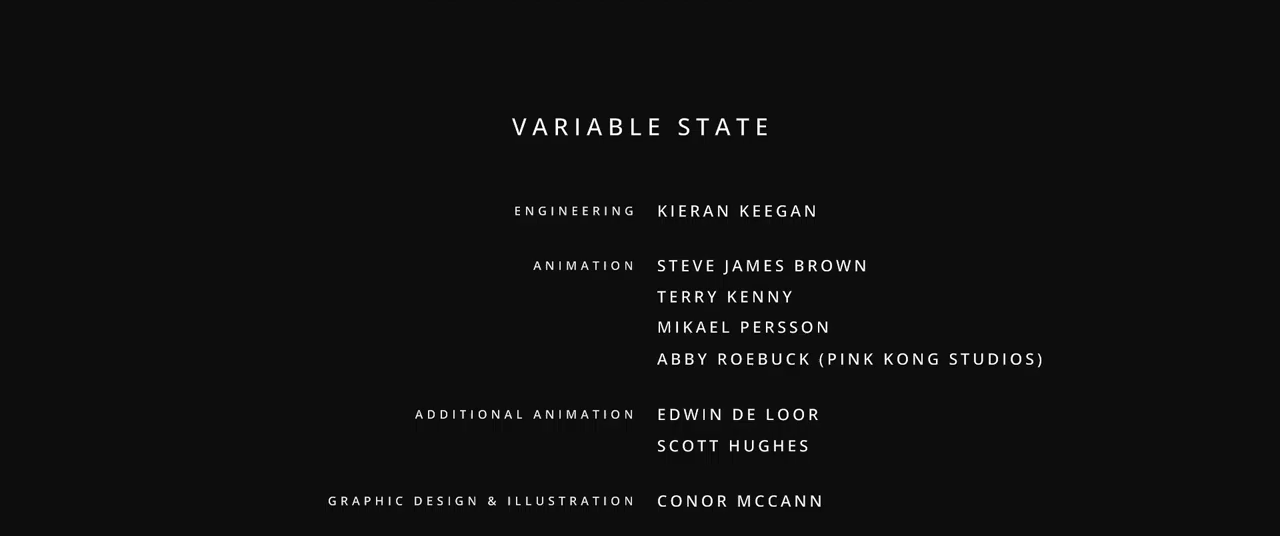 VARIABLE STATE
ENGINEERING KIERAN KEEGAN
ANIMATION STEVE JAMES BROWN
TERRY KENNY
MIKAEL PERSSON
ABBY ROEBUCK (PINK KONG STUDIOS)
ADDITIONAL ANIMATION EDWIN DE LOOR
SCOTT HUGHES
GRAPHIC DESIGN & ILLUSTRATION CONOR MCCANN